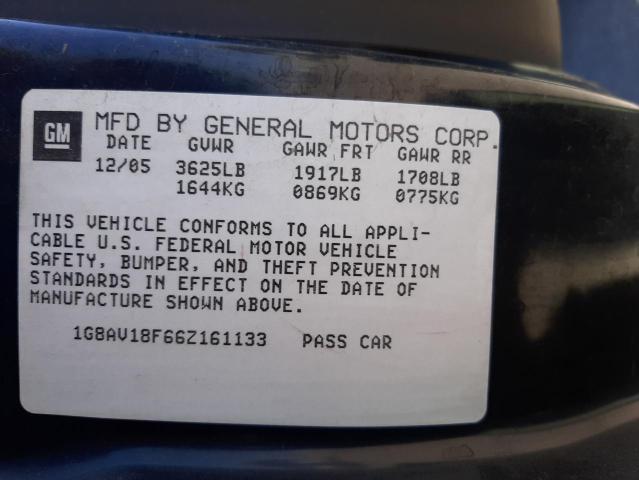 GM MFD BY GENERAL MOTORS CORP.
DATE GVWR GAWR FRT GAWR RR
12/05 3625LB 1917LB 1708LB
1644KG 0869KG 0775KG
THIS VEHICLE CONFORMS TO ALL APPLI-
CABLE U.S. FEDERAL MOTOR VEHICLE
SAFETY, BUMPER, AND THEFT PREVENTION
STANDARDS IN EFFECT ON THE DATE OF
MANUFACTURE SHOWN ABOVE.
1G8AV18F66Z161133 PASS CAR